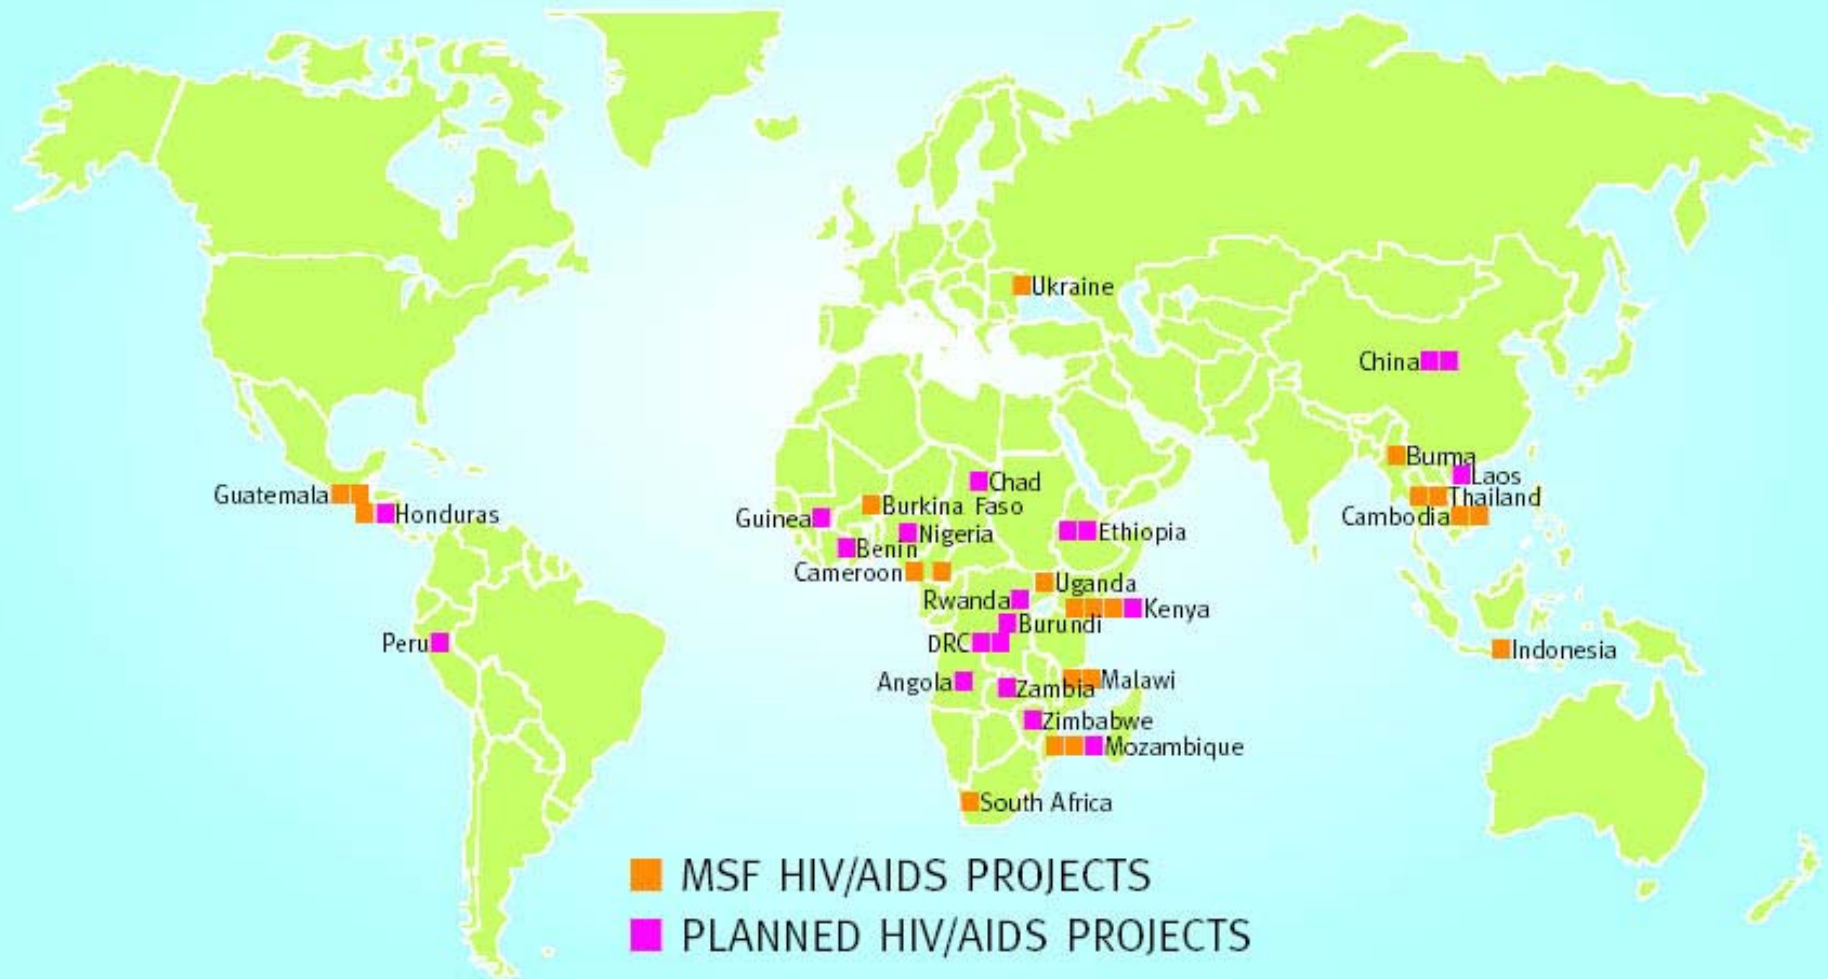 Ukraine
China
Burma
Laos
Guatemala
Thailand
Honduras
Cambodia
Chad
Burkina Faso
Guinea
Nigeria
Ethiopia
Benin
Cameroon
Uganda
Rwanda
Kenya
Burundi
Peru
DRC
Indonesia
Angola
Malawi
Zambia
Zimbabwe
Mozambique
South Africa
MSF HIV/AIDS PROJECTS
PLANNED HIV/AIDS PROJECTS